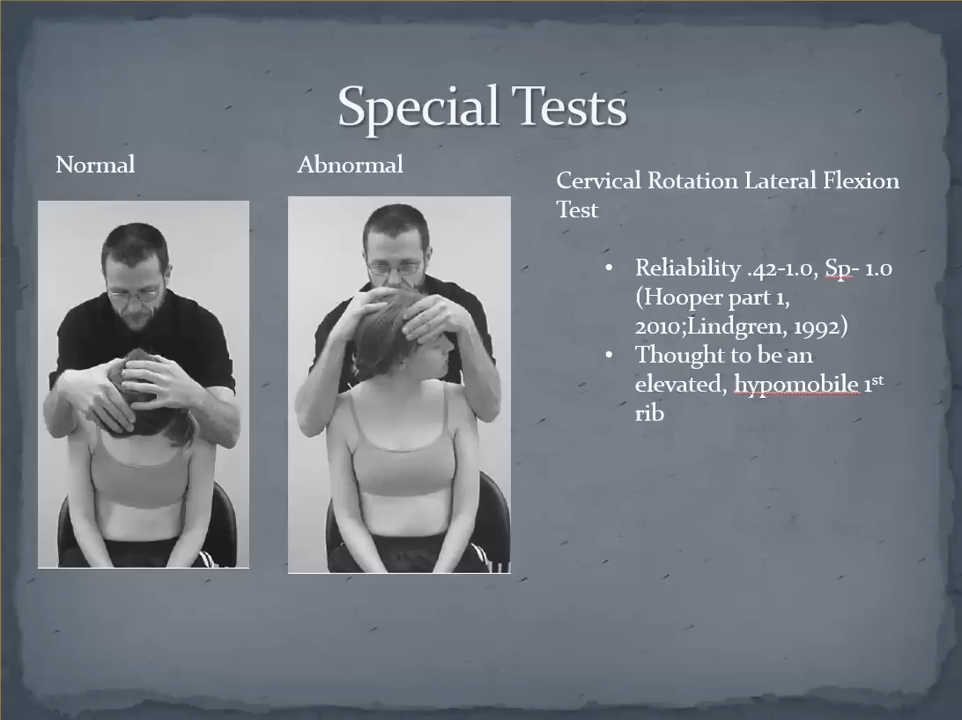 Special Tests
Normal
Abnormal
Cervical Rotation Lateral Flexion
Test
• Reliability .42-1.0, Sp- 1.0
(Hooper part 1,
2010;Lindgren, 1992)
• Thought to be an
elevated, hypomobile 1st
rib